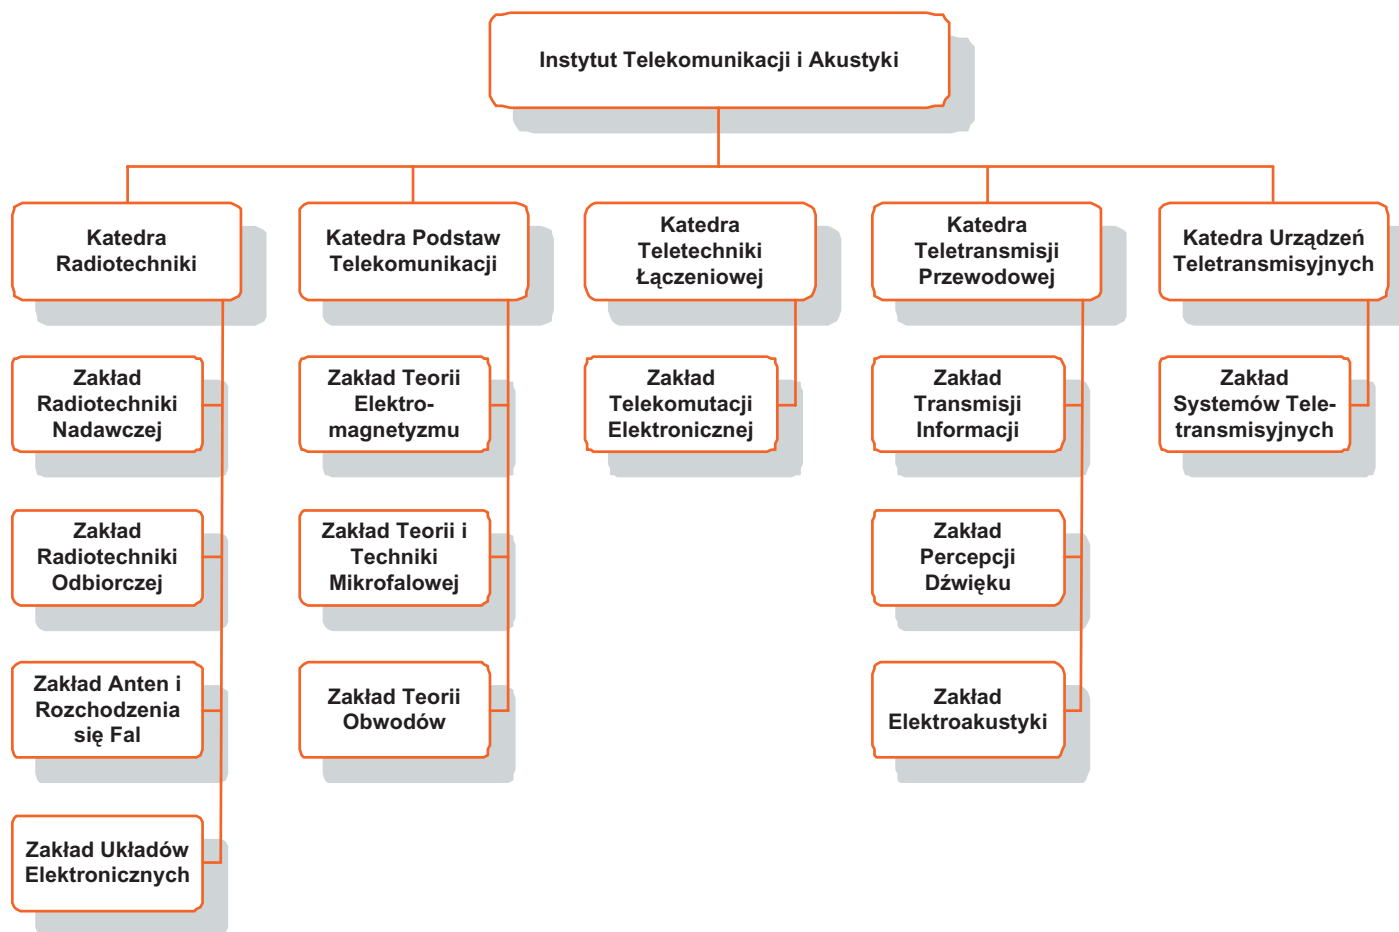 Instytut Telekomunikacji i Akustyki
Katedra
Radiotechniki
Katedra Podstaw
Telekomunikacji
Katedra
Teletechniki
Łączeniowej
Katedra
Teletransmisji
Przewodowej
Katedra Urządzeń
Teletransmisyjnych
Zakład
Radiotechniki
Nadawczej
Zakład Teorii
Elektro-
magnetyzmu
Zakład
Telekomutacji
Elektronicznej
Zakład
Transmisji
Informacji
Zakład
Systemów Tele-
transmisyjnych
Zakład
Radiotechniki
Odbiorczej
Zakład Teorii i
Techniki
Mikrofalowej
Zakład
Percepcji
Dźwięku
Zakład Anten i
Rozchodzenia
się Fal
Zakład Teorii
Obwodów
Zakład
Elektroakustyki
Zakład Układów
Elektronicznych